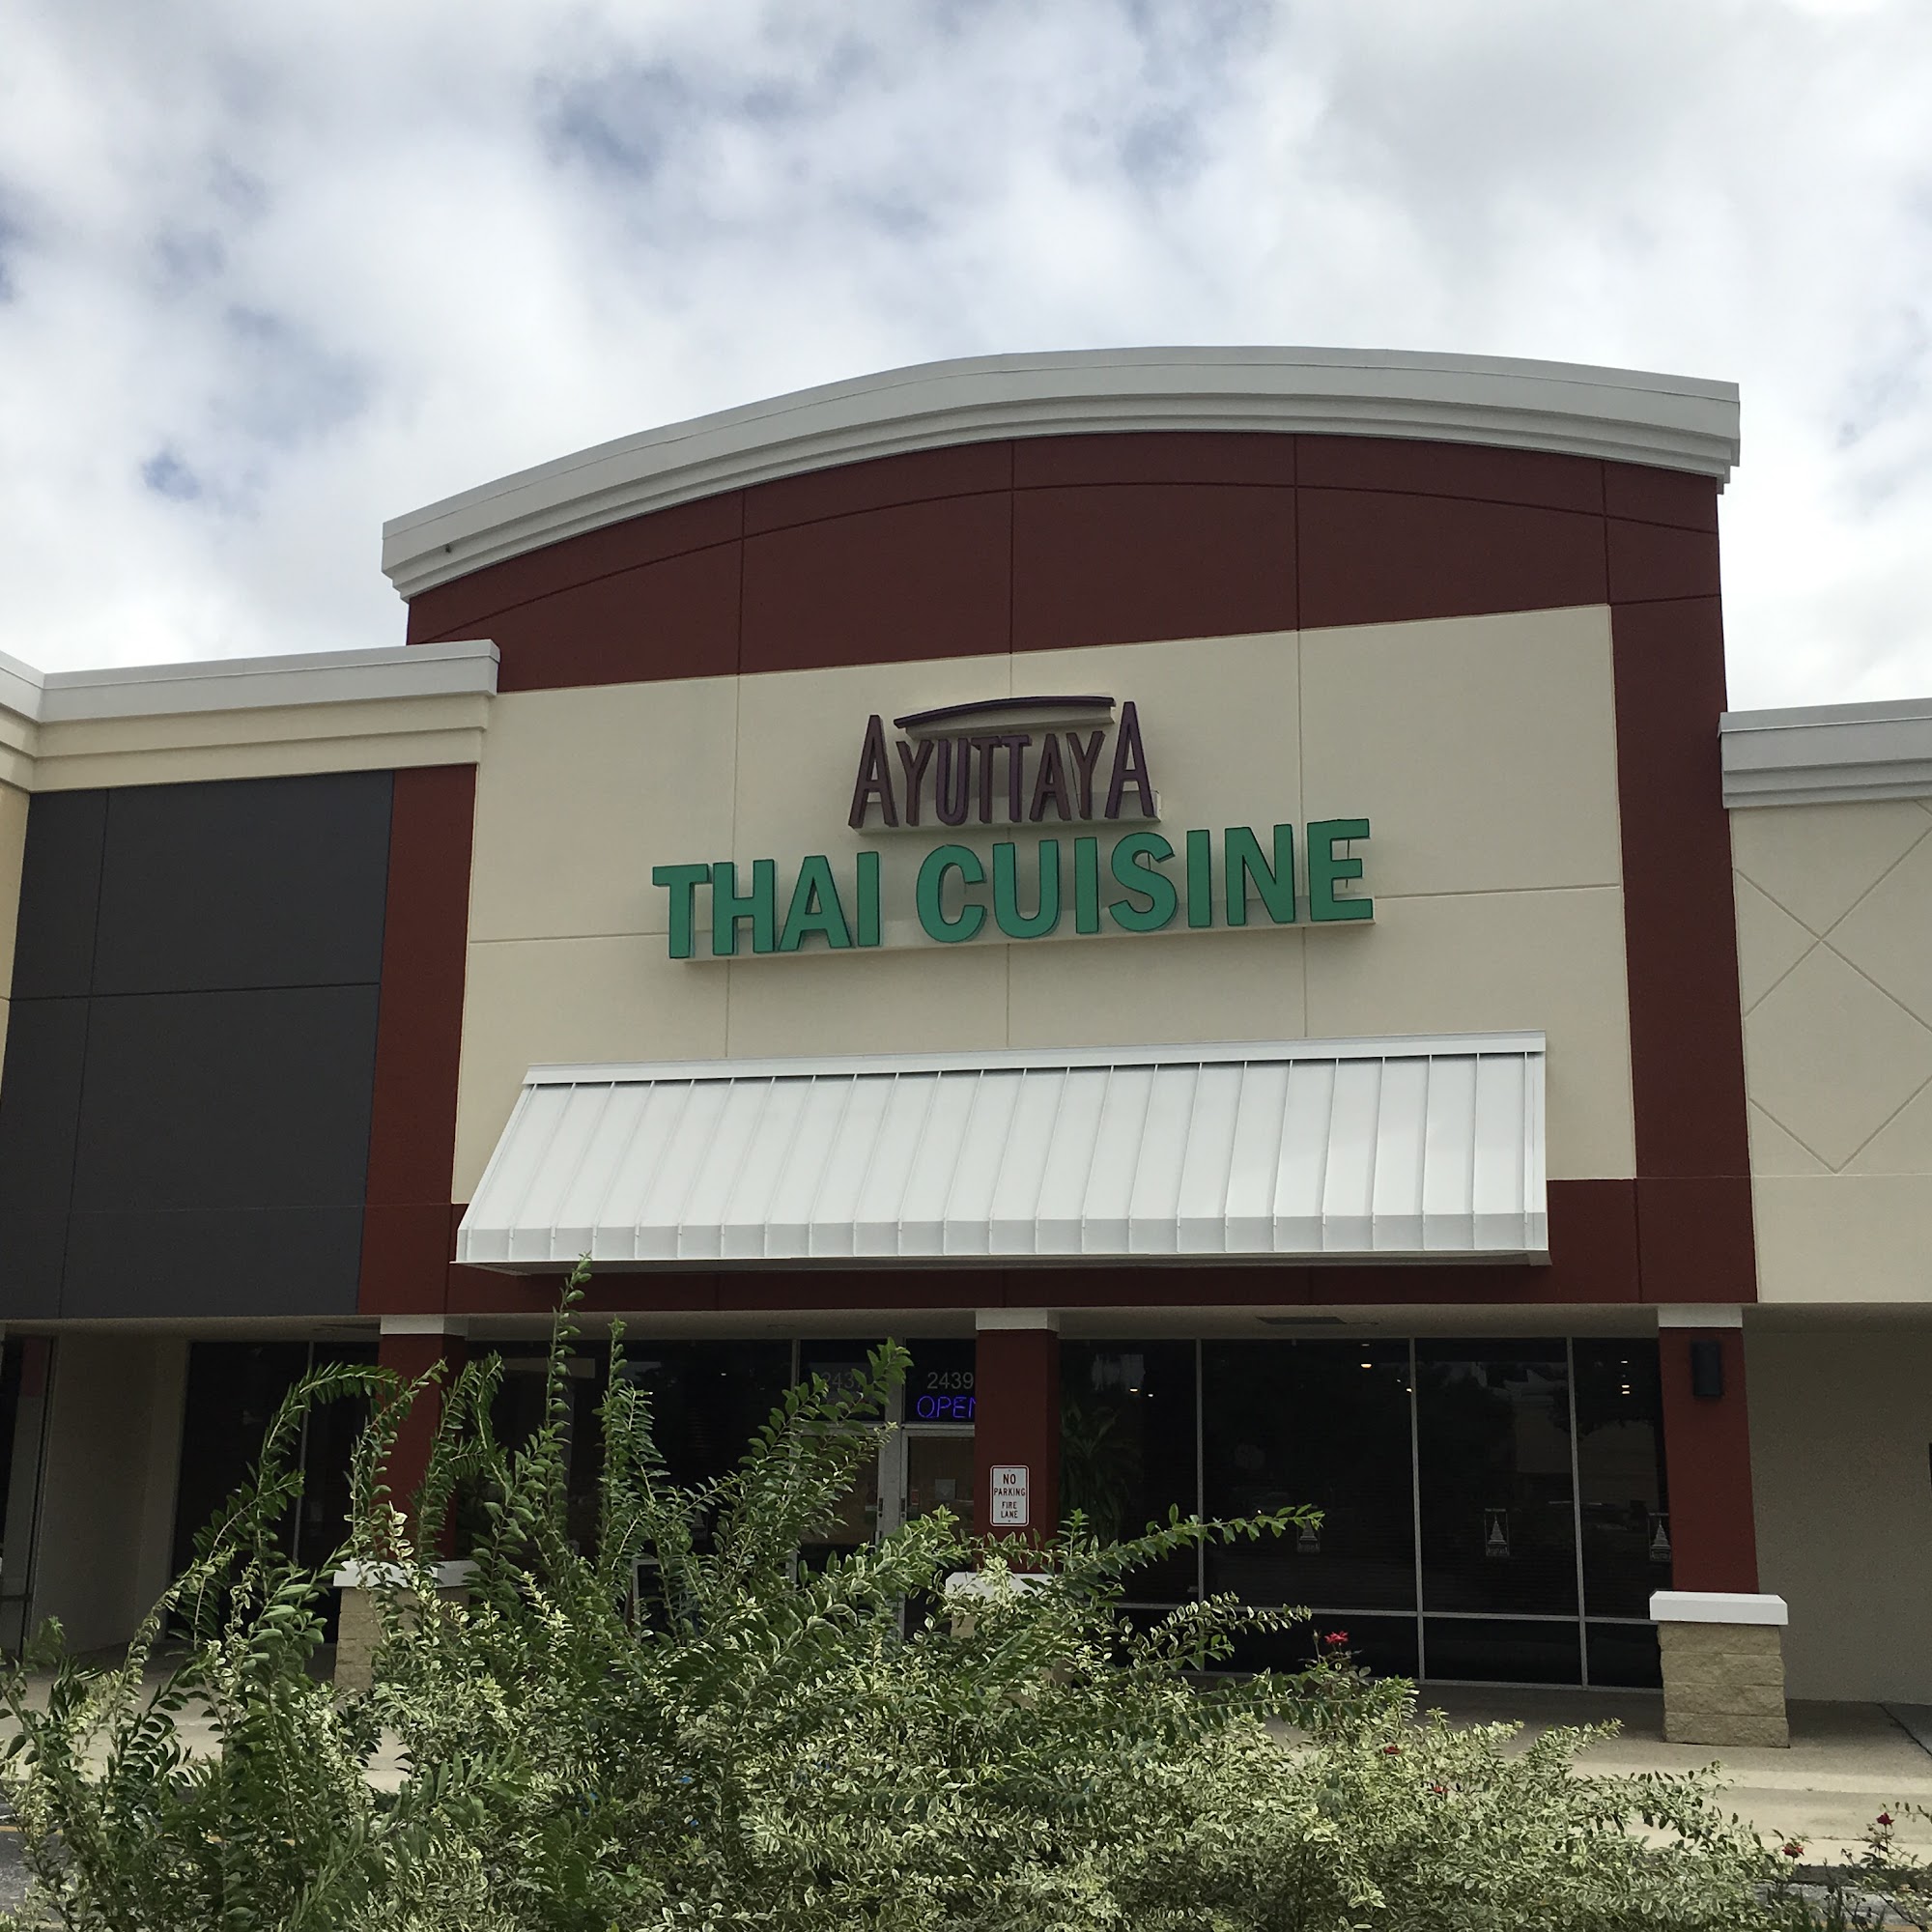 AYUTTAYA
THAI CUISINE
2439
OPEN
NO
PARKING
FIRE
LANE